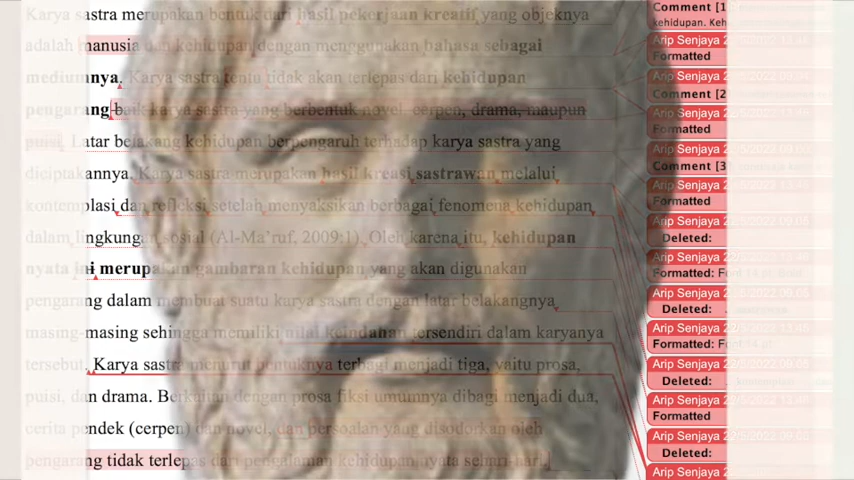 Karya sastra merupakan bentuk dari hasil pekerjaan kreatif yang objeknya
adalah manusia dan kehidupan dengan menggunakan bahasa sebagai
mediumnya. Karya sastra tentu tidak akan terlepas dari kehidupan
pengarang baik karya sastra yang berbentuk novel, cerpen, drama, maupun
puisi. Latar belakang kehidupan berpengaruh terhadap karya sastra yang
diciptakannya. Karya sastra merupakan hasil kreasi sastrawan melalui
kontemplasi dan refleksi setelah menyaksikan berbagai fenomena kehidupan
dalam lingkungan sosial (Al-Ma'ruf, 2009:1). Oleh karena itu, kehidupan
nyata ini merupakan gambaran kehidupan yang akan digunakan
pengarang dalam membuat suatu karya sastra dengan latar belakangnya
masing-masing sehingga memiliki nilai keindahan tersendiri dalam karyanya
tersebut. Karya sastra menurut bentuknya terbagi menjadi tiga, yaitu prosa,
puisi, dan drama. Berkaitan dengan prosa fiksi umumnya dibagi menjadi dua,
cerita pendek (cerpen) dan novel, dan persoalan yang disodorkan oleh
pengarang tidak terlepas dari pengalaman kehidupan nyata sehari-hari.
Comment [1
kehidupan. Keh
Arip Senjaya
Formatted
Arip Senjaya
Comment [2
Arip Senjaya
Formatted
Arip Senjaya
Comment [3
Arip Senjaya
Formatted
Arip Senjaya
Deleted:
Arip Senjaya
Formatted: Font:14 pt
Arip Senjaya
Deleted:
Arip Senjaya
Formatted: Font:14 pt
Arip Senjaya
Deleted:
Arip Senjaya
Formatted
Arip Senjaya
Deleted:
Arip Senjaya